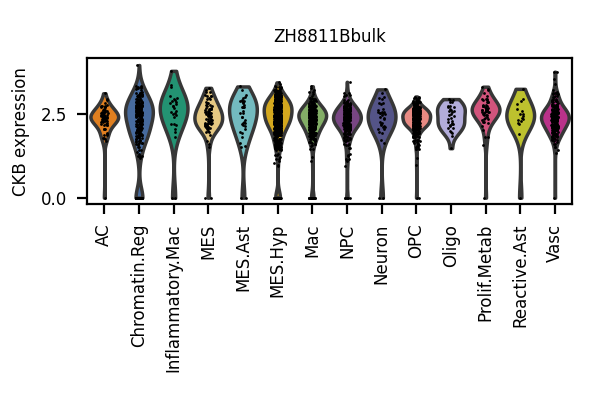 ZH8811Bbulk
CKB expression
2.5
0.0
AC
Chromatin.Reg
Inflammatory.Mac
MES
MES.Ast
MES.Hyp
Mac
NPC
Neuron
OPC
Oligo
Prolif.Metab
Reactive.Ast
Vasc